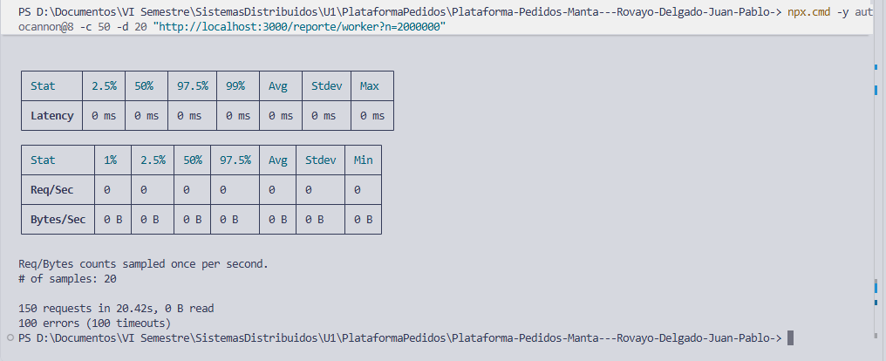 PS D:\Documentos\VI Semestre\SistemasDistribuidos\U1\PlataformaPedidos\Plataforma-Pedidos-Manta---Rovayo-Delgado-Juan-Pablo-> npx.cmd -y aut
ocannon@8 -c 50 -d 20 "http://localhost:3000/reporte/worker?n=2000000"
Stat 2.5% 50% 97.5% 99% Avg Stdev Max
Latency 0 ms 0 ms 0 ms 0 ms 0 ms 0 ms 0 ms
Stat 1% 2.5% 50% 97.5% Avg Stdev Min
Req/Sec 0 0 0 0 0 0 0
Bytes/Sec 0 B 0 B 0 B 0 B 0 B 0 B 0 B
Req/Bytes counts sampled once per second.
# of samples: 20
150 requests in 20.42s, 0 B read
100 errors (100 timeouts)
PS D:\Documentos\VI Semestre\SistemasDistribuidos\U1\PlataformaPedidos\Plataforma-Pedidos-Manta---Rovayo-Delgado-Juan-Pablo->